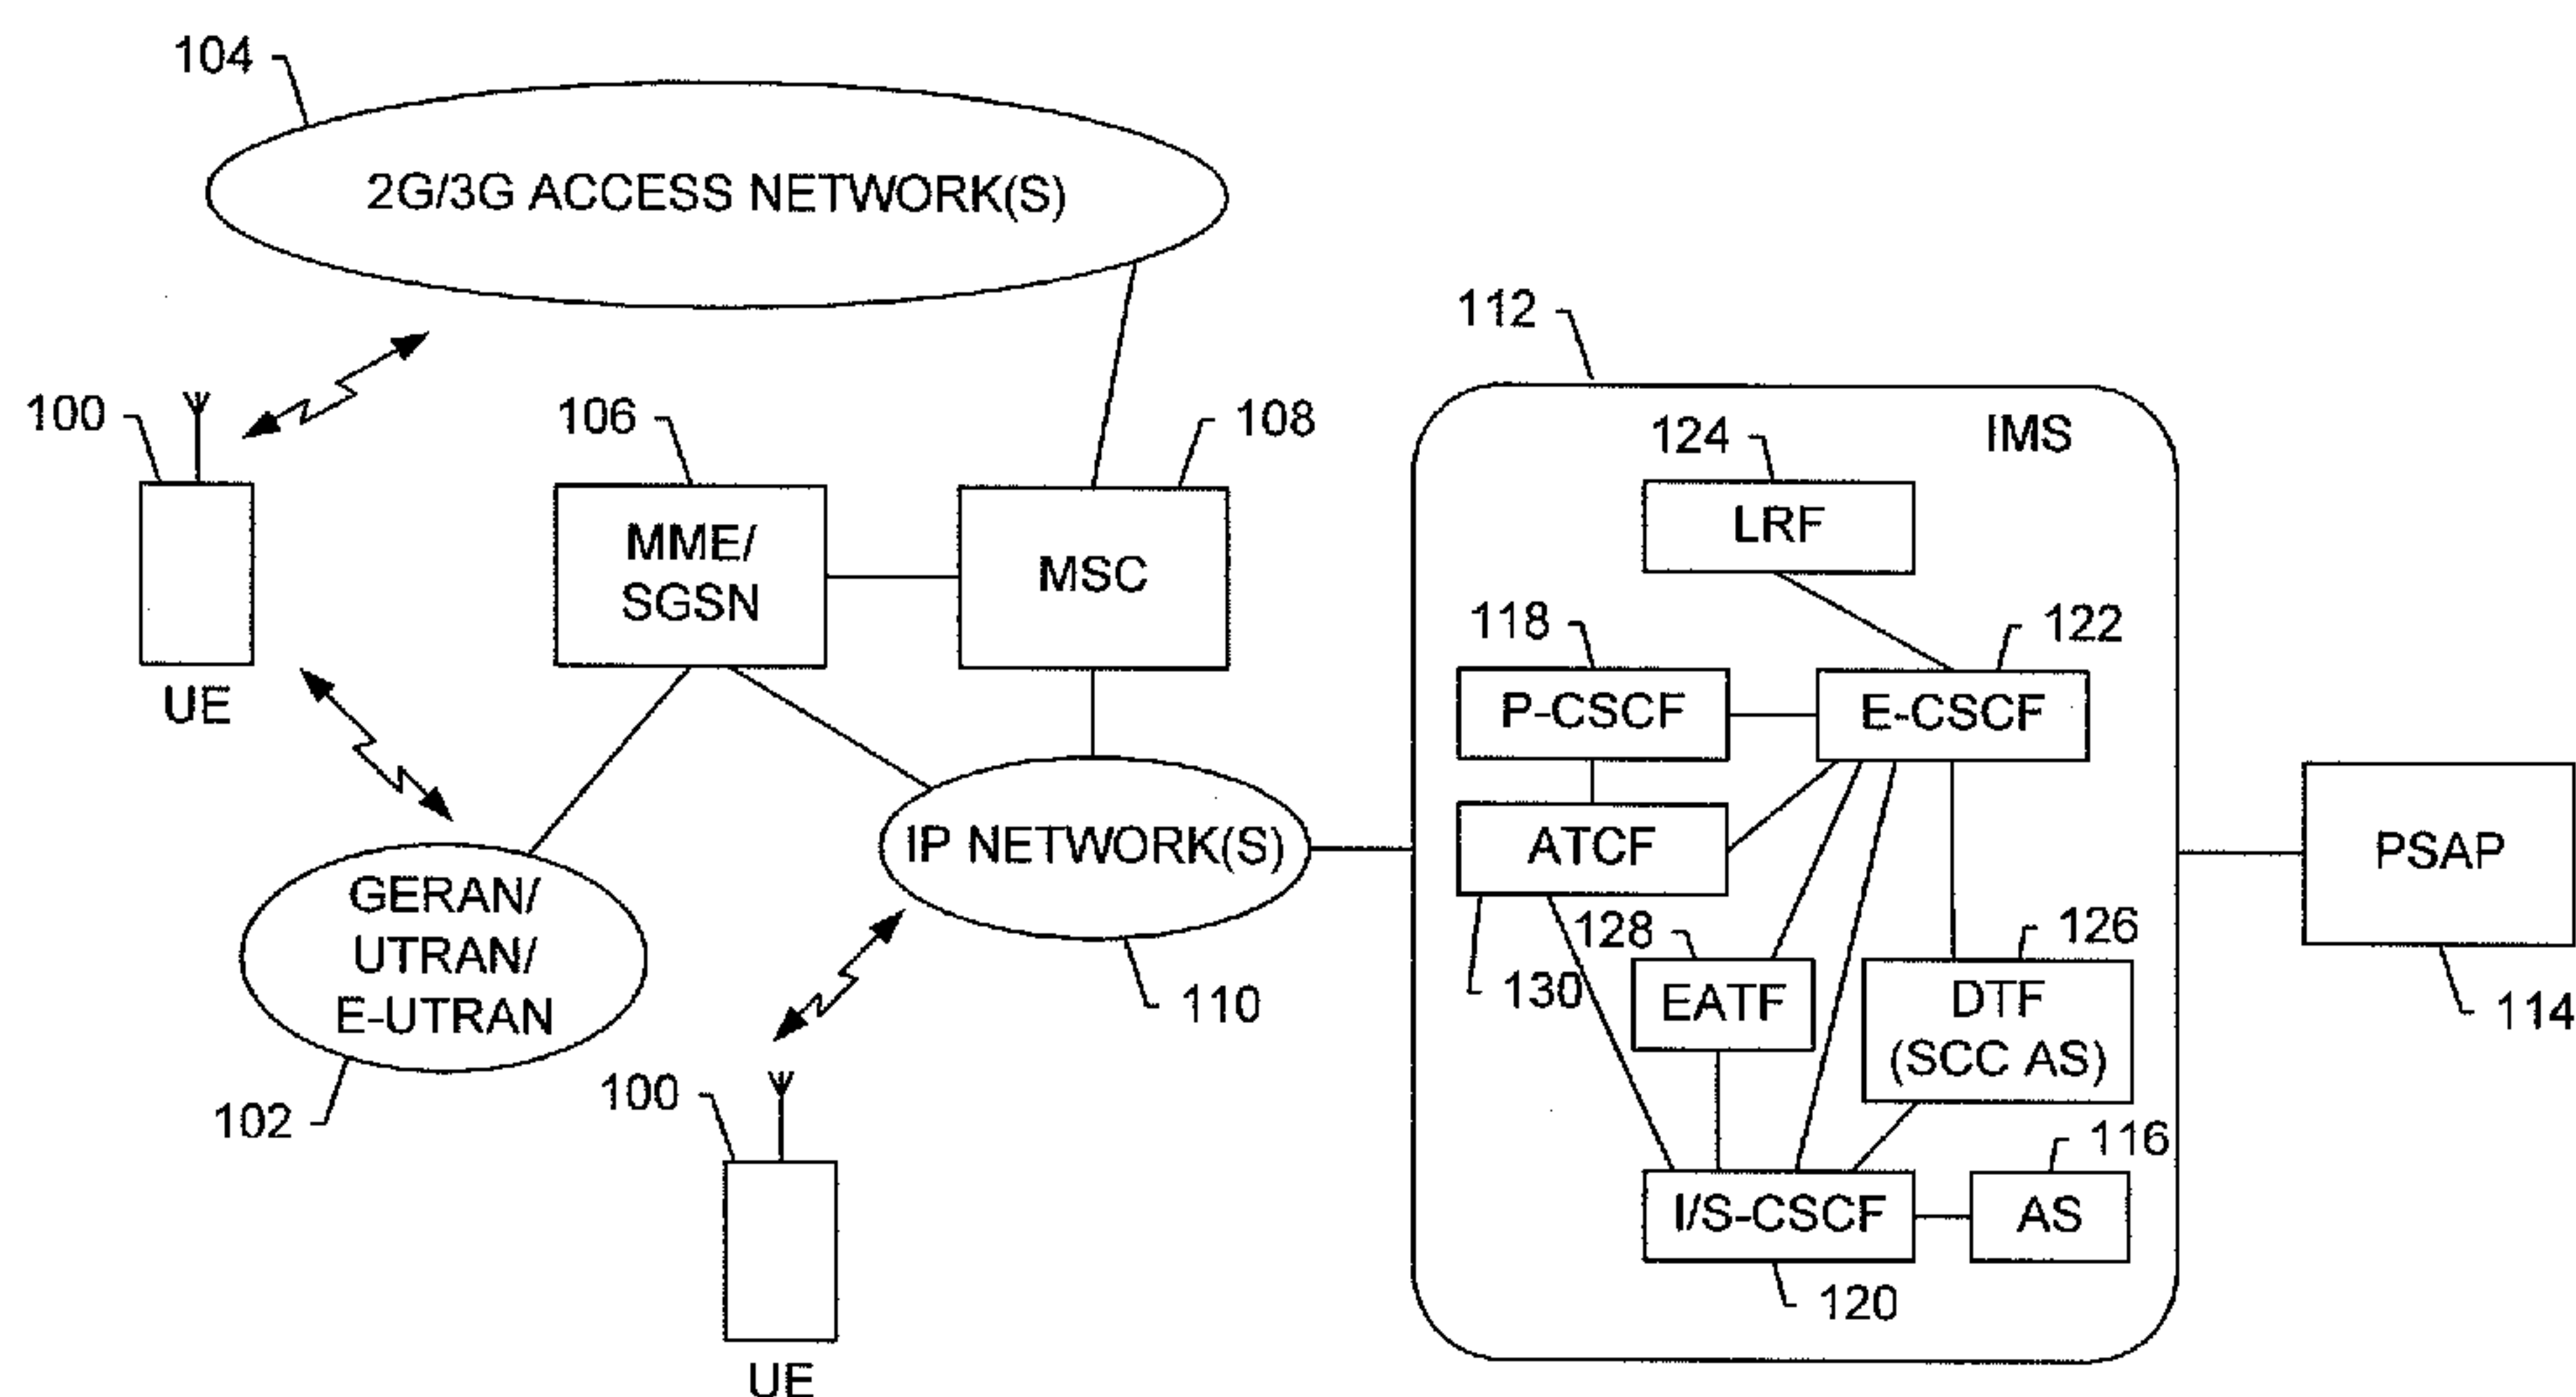 104
2G/3G ACCESS NETWORK(S)
112
100
106
108
IMS
124
LRF
MME/
SGSN
MSC
118
122
UE
P-CSCF
E-CSCF
IP NETWORK(S)
ATCF
PSAP
GERAN/
UTRAN/
E-UTRAN
128
126
130
EATF
DTF
(SCC AS)
110
114
102
100
116
I/S-CSCF
AS
120
UE